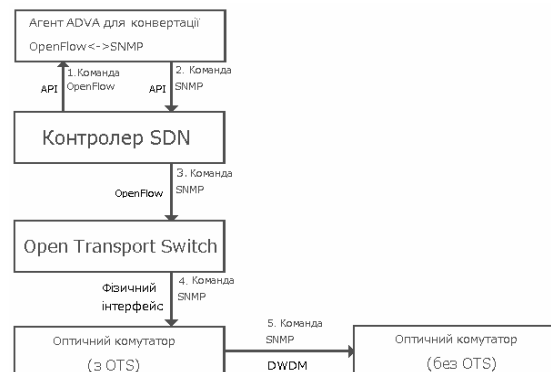 Агент ADVA для конвертації
OpenFlow<->SNMP
1.Команда
OpenFlow
API
2. Команда
SNMP
API
Контролер SDN
3. Команда
SNMP
OpenFlow
Open Transport Switch
4. Команда
SNMP
Фізичний
інтерфейс
Оптичний комутатор
(з OTS)
5. Команда
SNMP
DWDM
Оптичний комутатор
(без OTS)